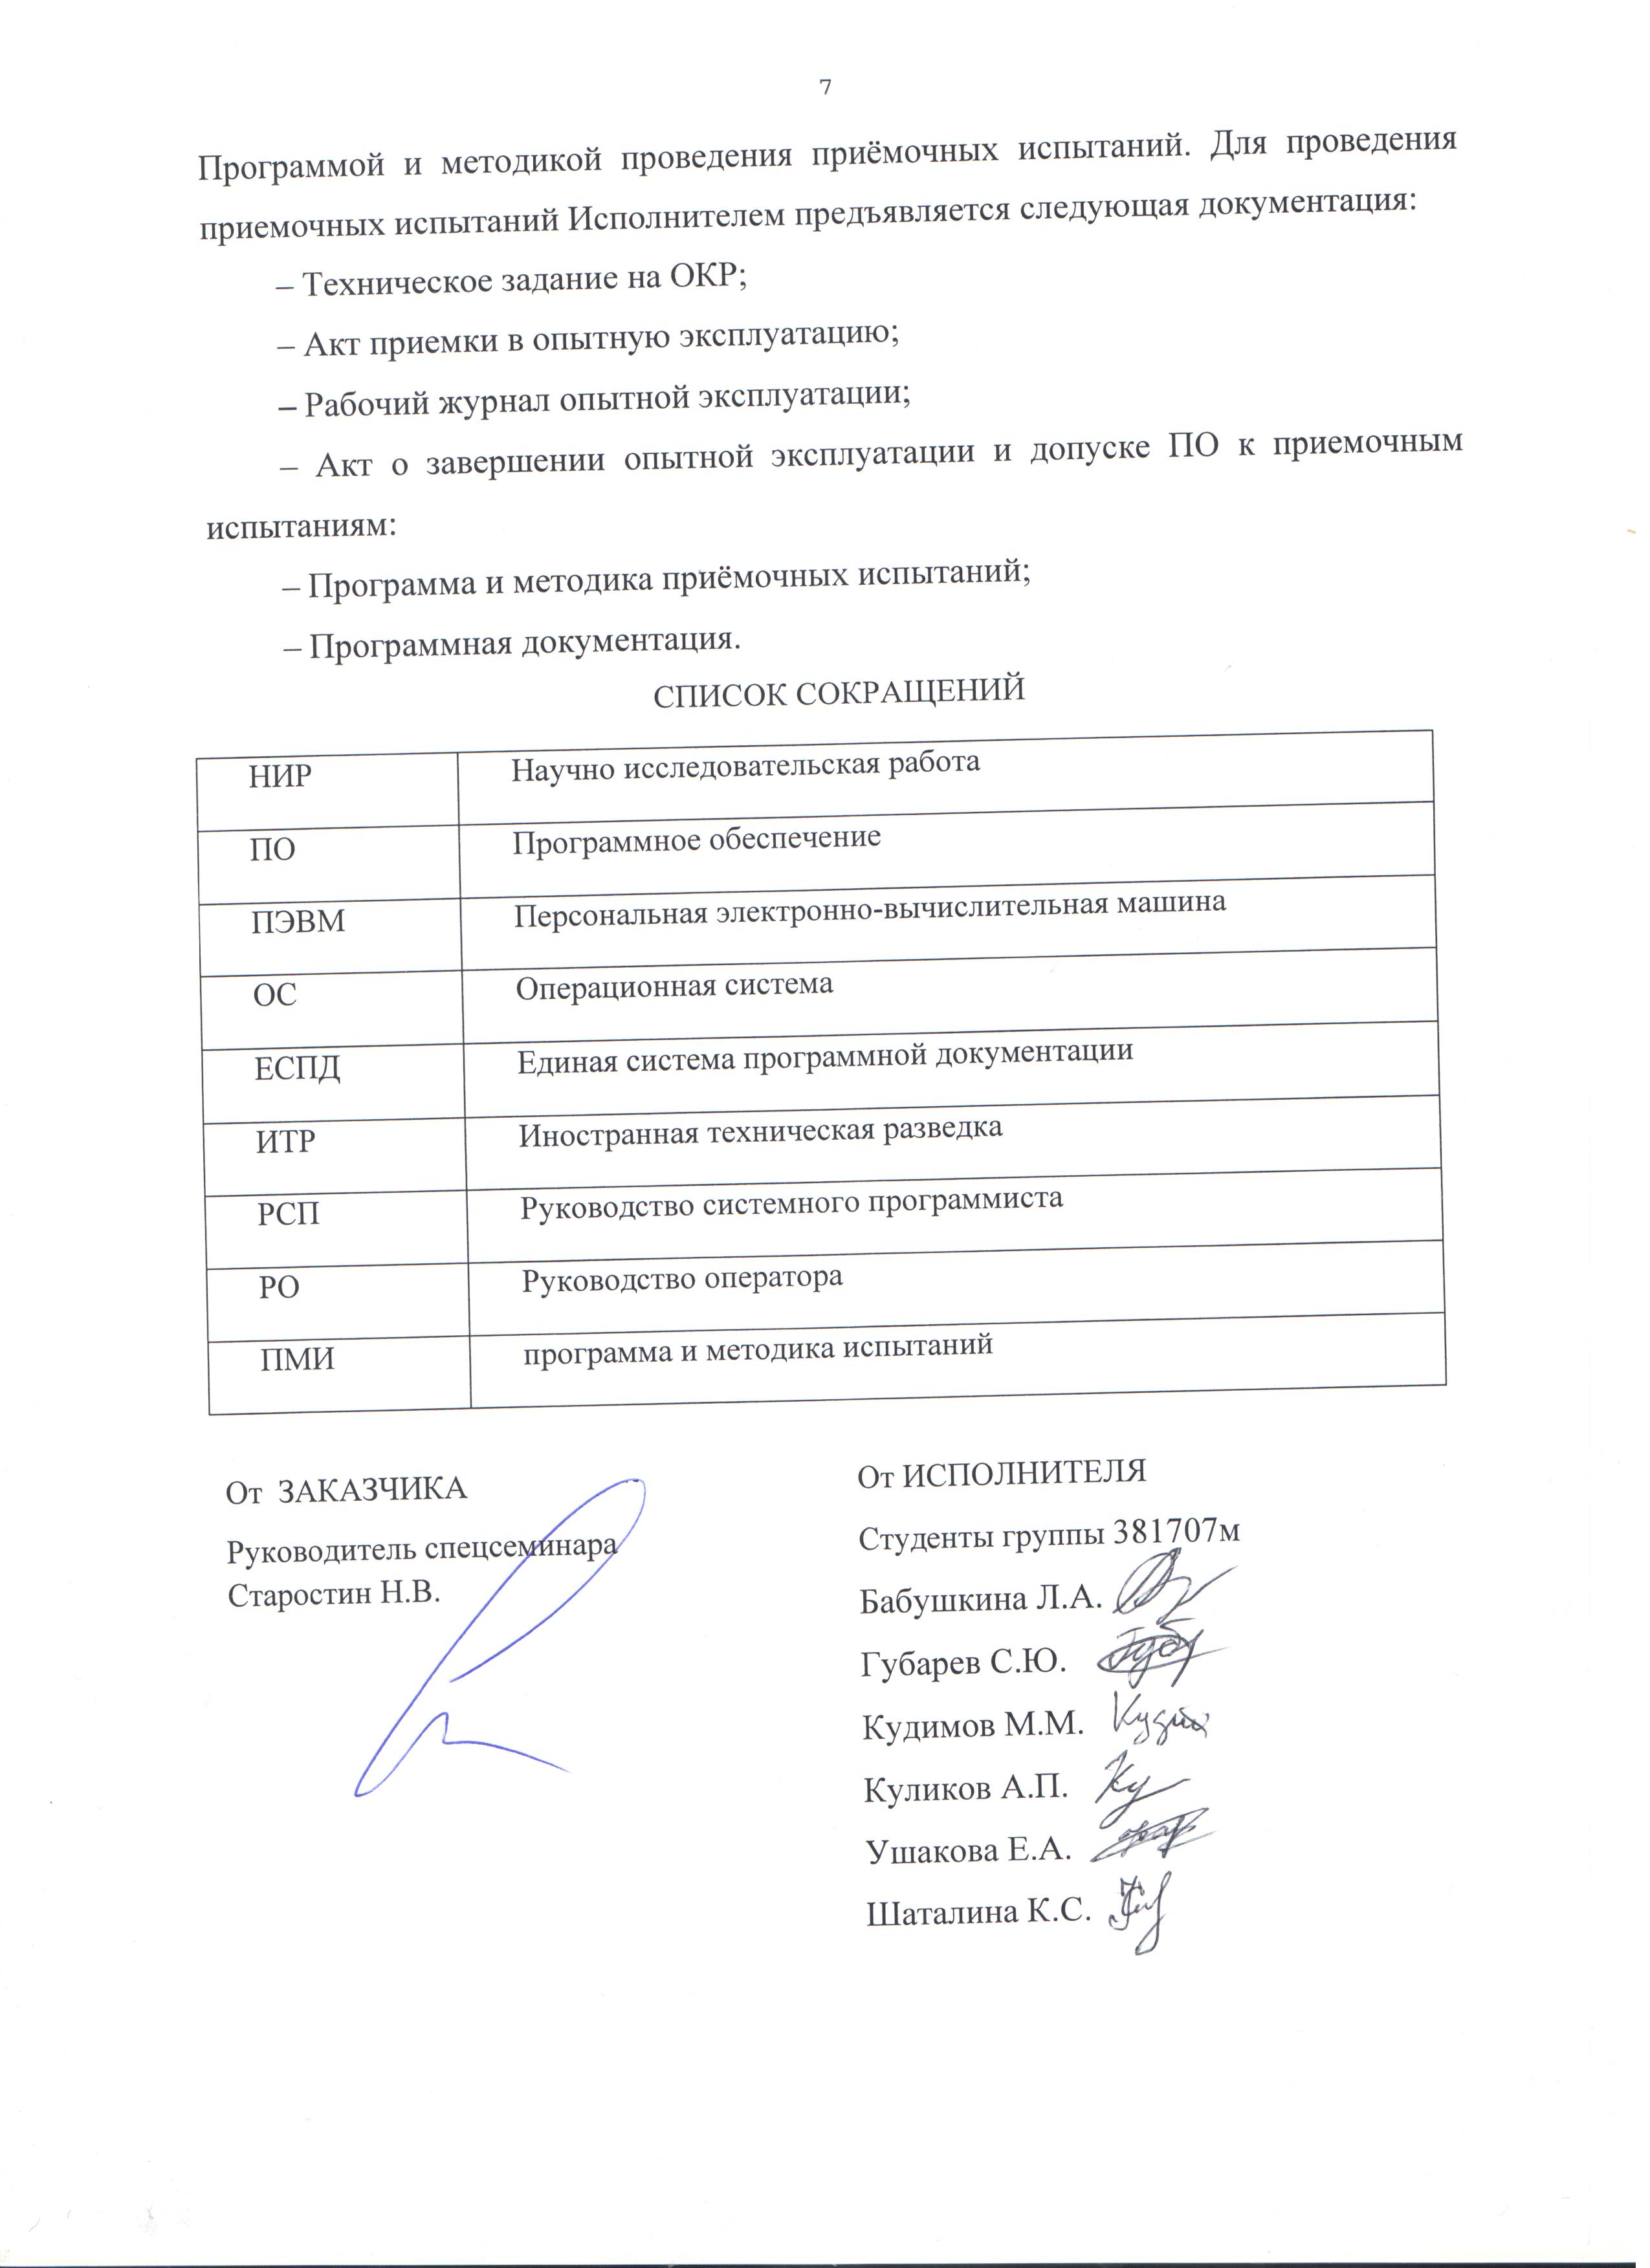 7
Программой и методикой проведения приёмочных испытаний. Для проведения
приемочных испытаний Исполнителем предъявляется следующая документация:
– Техническое задание на ОКР;
– Акт приемки в опытную эксплуатацию;
– Рабочий журнал опытной эксплуатации;
– Акт о завершении опытной эксплуатации и допуске ПО к приемочным
испытаниям:
– Программа и методика приёмочных испытаний;
– Программная документация.
СПИСОК СОКРАЩЕНИЙ
НИР Научно исследовательская работа
ПО Программное обеспечение
ПЭВМ Персональная электронно-вычислительная машина
ОС Операционная система
ЕСПД Единая система программной документации
ИТР Иностранная техническая разведка
РСП Руководство системного программиста
РО Руководство оператора
ПМИ программа и методика испытаний
От ЗАКАЗЧИКА
Руководитель спецсеминара
Старостин Н.В.
От ИСПОЛНИТЕЛЯ
Студенты группы 381707м
Бабушкина Л.А.
Губарев С.Ю.
Кудимов М.М.
Куликов А.П.
Ушакова Е.А.
Шаталина К.С.